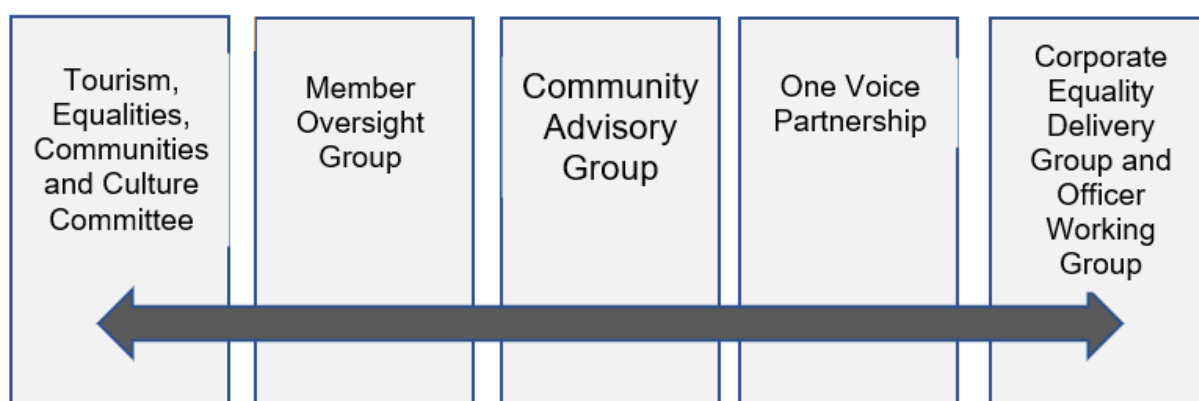 Tourism,
Equalities,
Communities
and Culture
Committee
Member
Oversight
Group
Community
Advisory
Group
One Voice
Partnership
Corporate
Equality
Delivery
Group and
Officer
Working
Group